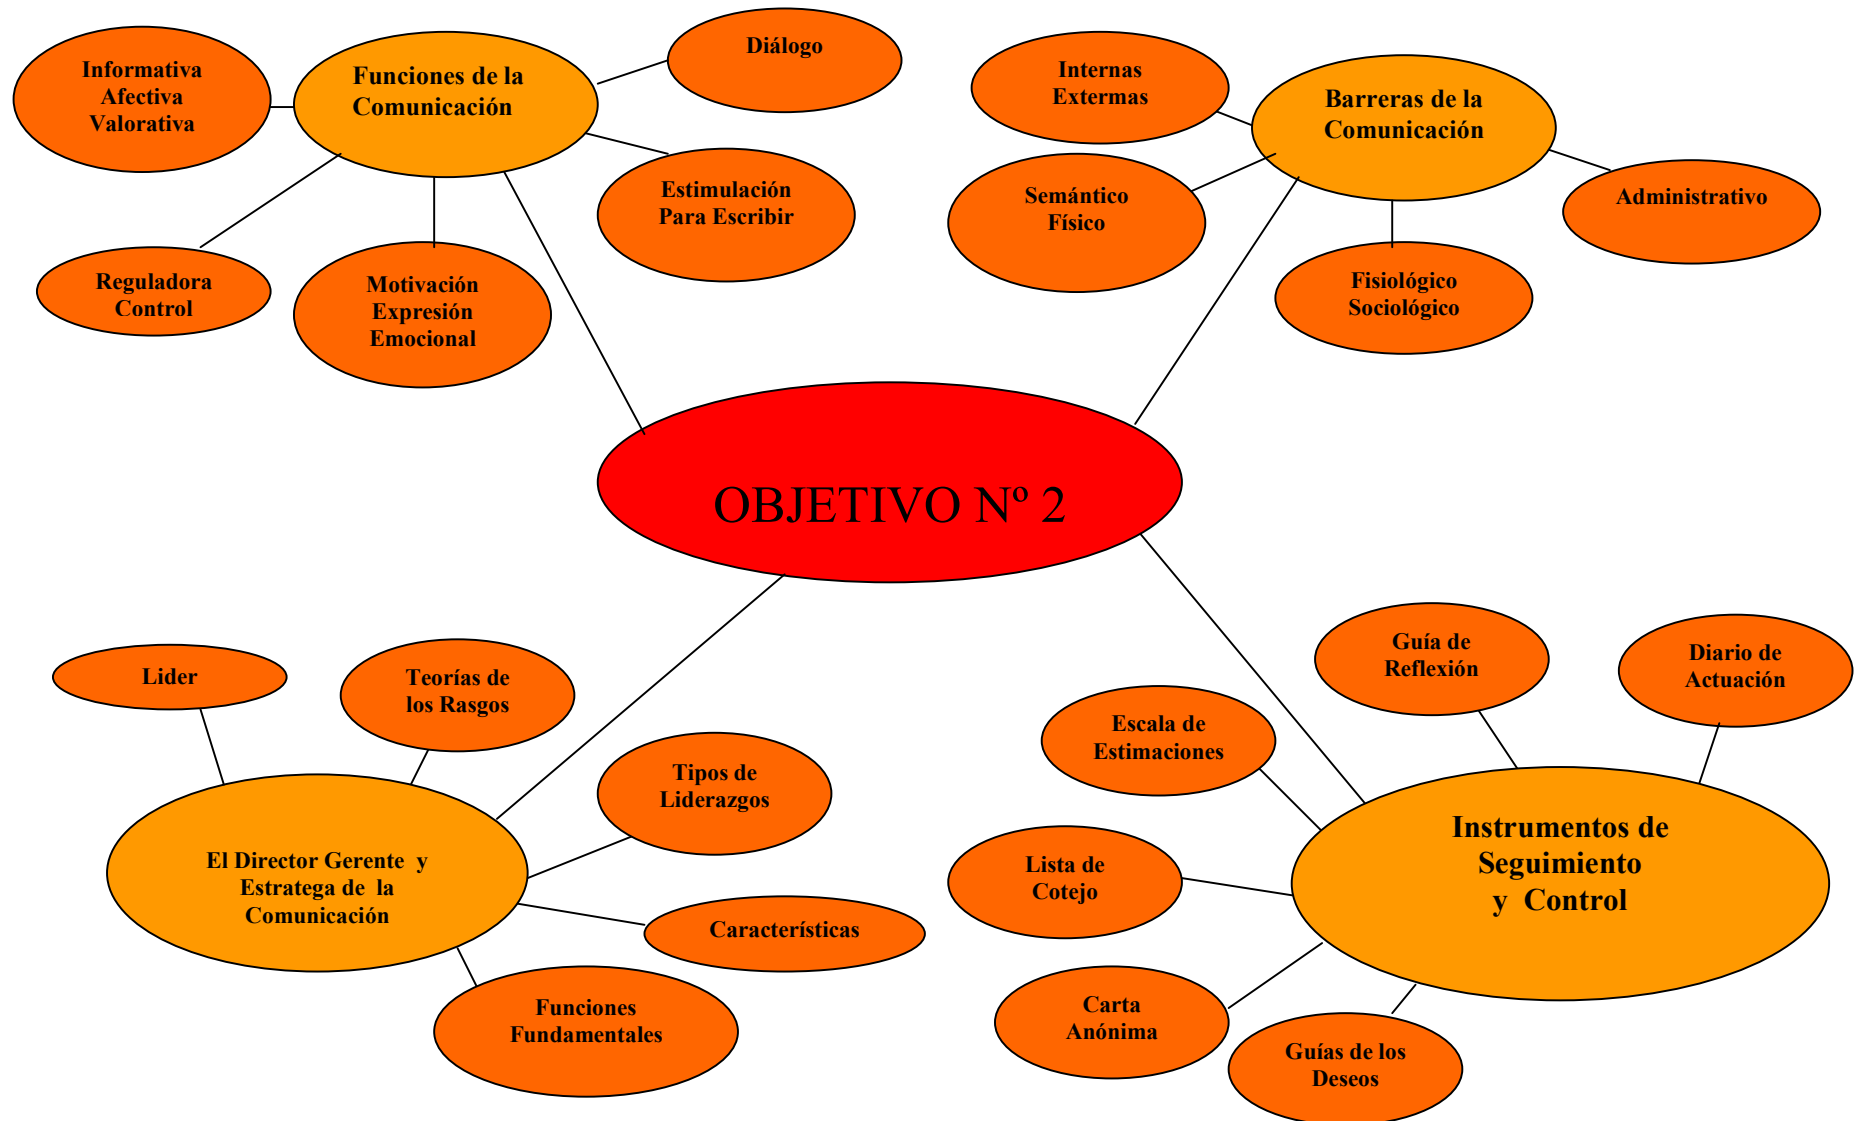 Informativa
Afectiva
Valorativa
Funciones de la
Comunicación
Diálogo
Estimulación
Para Escribir
Reguladora
Control
Motivación
Expresión
Emocional
Internas
Extermas
Barreras de la
Comunicación
Semántico
Físico
Administrativo
Fisiológico
Sociológico
OBJETIVO Nº 2
Lider
Teorías de
los Rasgos
Tipos de
Liderazgos
El Director Gerente y
Estratega de la
Comunicación
Características
Funciones
Fundamentales
Guía de
Reflexión
Diario de
Actuación
Escala de
Estimaciones
Instrumentos de
Seguimiento
y Control
Lista de
Cotejo
Carta
Anónima
Guías de los
Deseos